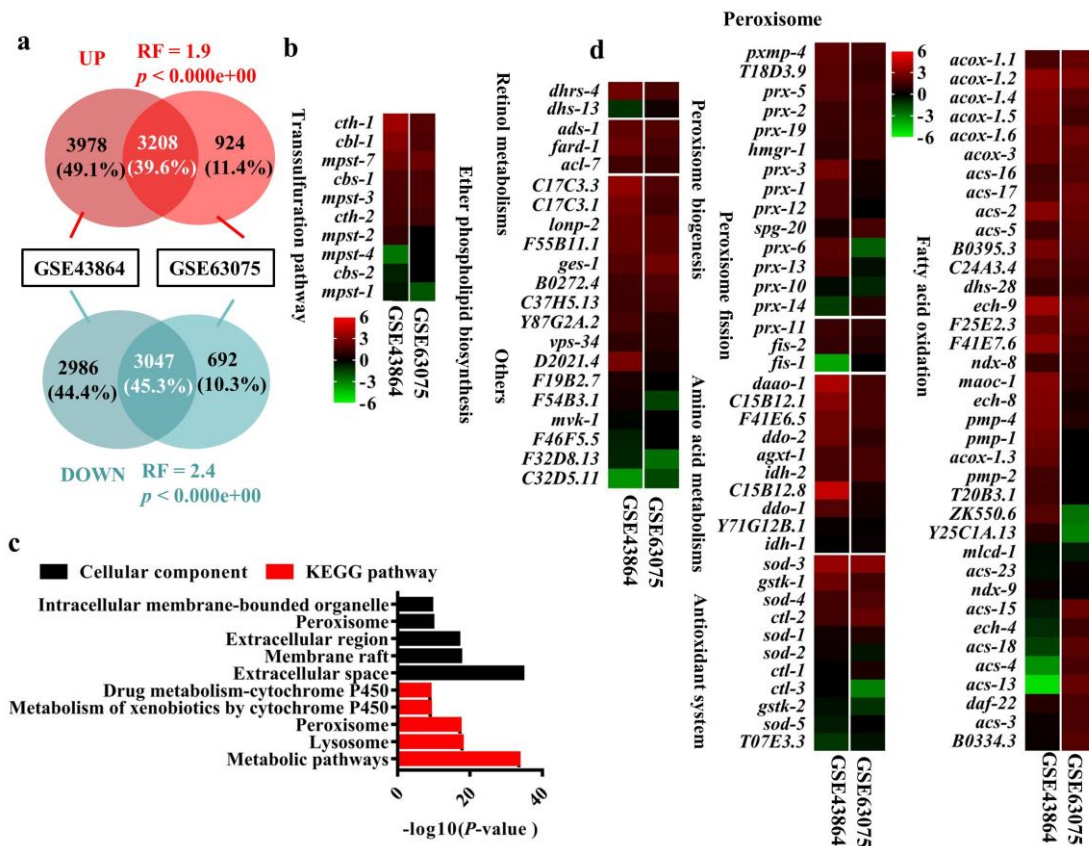 a
UP
RF = 1.9
p < 0.000e+00
3978
(49.1%)
3208
(39.6%)
924
(11.4%)
GSE43864
GSE63075
2986
(44.4%)
3047
(45.3%)
692
(10.3%)
DOWN
RF = 2.4
p < 0.000e+00
b
Transsulfuration pathway
cth-1
cbl-1
mpst-7
cbs-1
mpst-3
cth-2
mpst-2
mpst-4
cbs-2
mpst-1
6
3
0
-3
-6
GSE43864
GSE63075
c
Cellular component
KEGG pathway
Intracellular membrane-bounded organelle
Peroxisome
Extracellular region
Membrane raft
Extracellular space
Drug metabolism-cytochrome P450
Metabolism of xenobiotics by cytochrome P450
Peroxisome
Lysosome
Metabolic pathways
0
20
40
-log10(P-value )
d
Peroxisome
Retinol metabolisms
Ether phospholipid biosynthesis
Others
dhrs-4
dhs-13
ads-1
fard-1
acl-7
C17C3.3
C17C3.1
lonp-2
F55B11.1
ges-1
B0272.4
C37H5.13
Y87G2A.2
vps-34
D2021.4
F19B2.7
F54B3.1
mvk-1
F46F5.5
F32D8.13
C32D5.11
GSE43864
GSE63075
Peroxisome biogenesis
Peroxisome fission
Amino acid metabolisms
Antioxidant system
pxmp-4
T18D3.9
prx-5
prx-2
prx-19
hmgr-1
prx-3
prx-1
prx-12
spg-20
prx-6
prx-13
prx-10
prx-14
prx-11
fis-2
fis-1
daao-1
C15B12.1
F41E6.5
ddo-2
agxt-1
idh-2
C15B12.8
ddo-1
Y71G12B.1
idh-1
sod-3
gstk-1
sod-4
ctl-2
sod-1
sod-2
ctl-1
ctl-3
gstk-2
sod-5
T07E3.3
GSE43864
GSE63075
6
3
0
-3
-6
Fatty acid oxidation
acox-1.1
acox-1.2
acox-1.4
acox-1.5
acox-1.6
acox-3
acs-16
acs-17
acs-2
acs-5
B0395.3
C24A3.4
dhs-28
ech-9
F25E2.3
F41E7.6
ndx-8
maoc-1
ech-8
pmp-4
pmp-1
acox-1.3
pmp-2
T20B3.1
ZK550.6
Y25C1A.13
mlcd-1
acs-23
ndx-9
acs-15
ech-4
acs-18
acs-4
acs-13
daf-22
acs-3
B0334.3
GSE43864
GSE63075